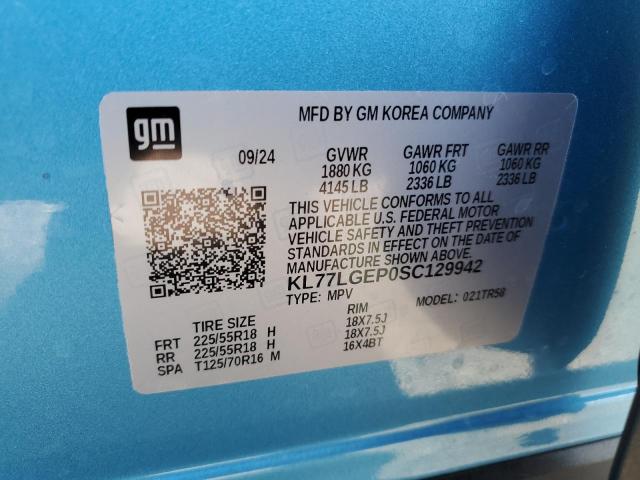 gm
MFD BY GM KOREA COMPANY
09/24 GVWR GAWR FRT GAWR RR
1880 KG 1060 KG 1060 KG
4145 LB 2336 LB 2336 LB
THIS VEHICLE CONFORMS TO ALL
APPLICABLE U.S. FEDERAL MOTOR
VEHICLE SAFETY AND THEFT PREVENTION
STANDARDS IN EFFECT ON THE DATE OF
MANUFACTURE SHOWN ABOVE.
KL77LGEP0SC129942
TYPE: MPV MODEL: 021TR58
TIRE SIZE RIM
FRT 225/55R18 H 18X7.5J
RR 225/55R18 H 18X7.5J
SPA T125/70R16 M 16X4BT